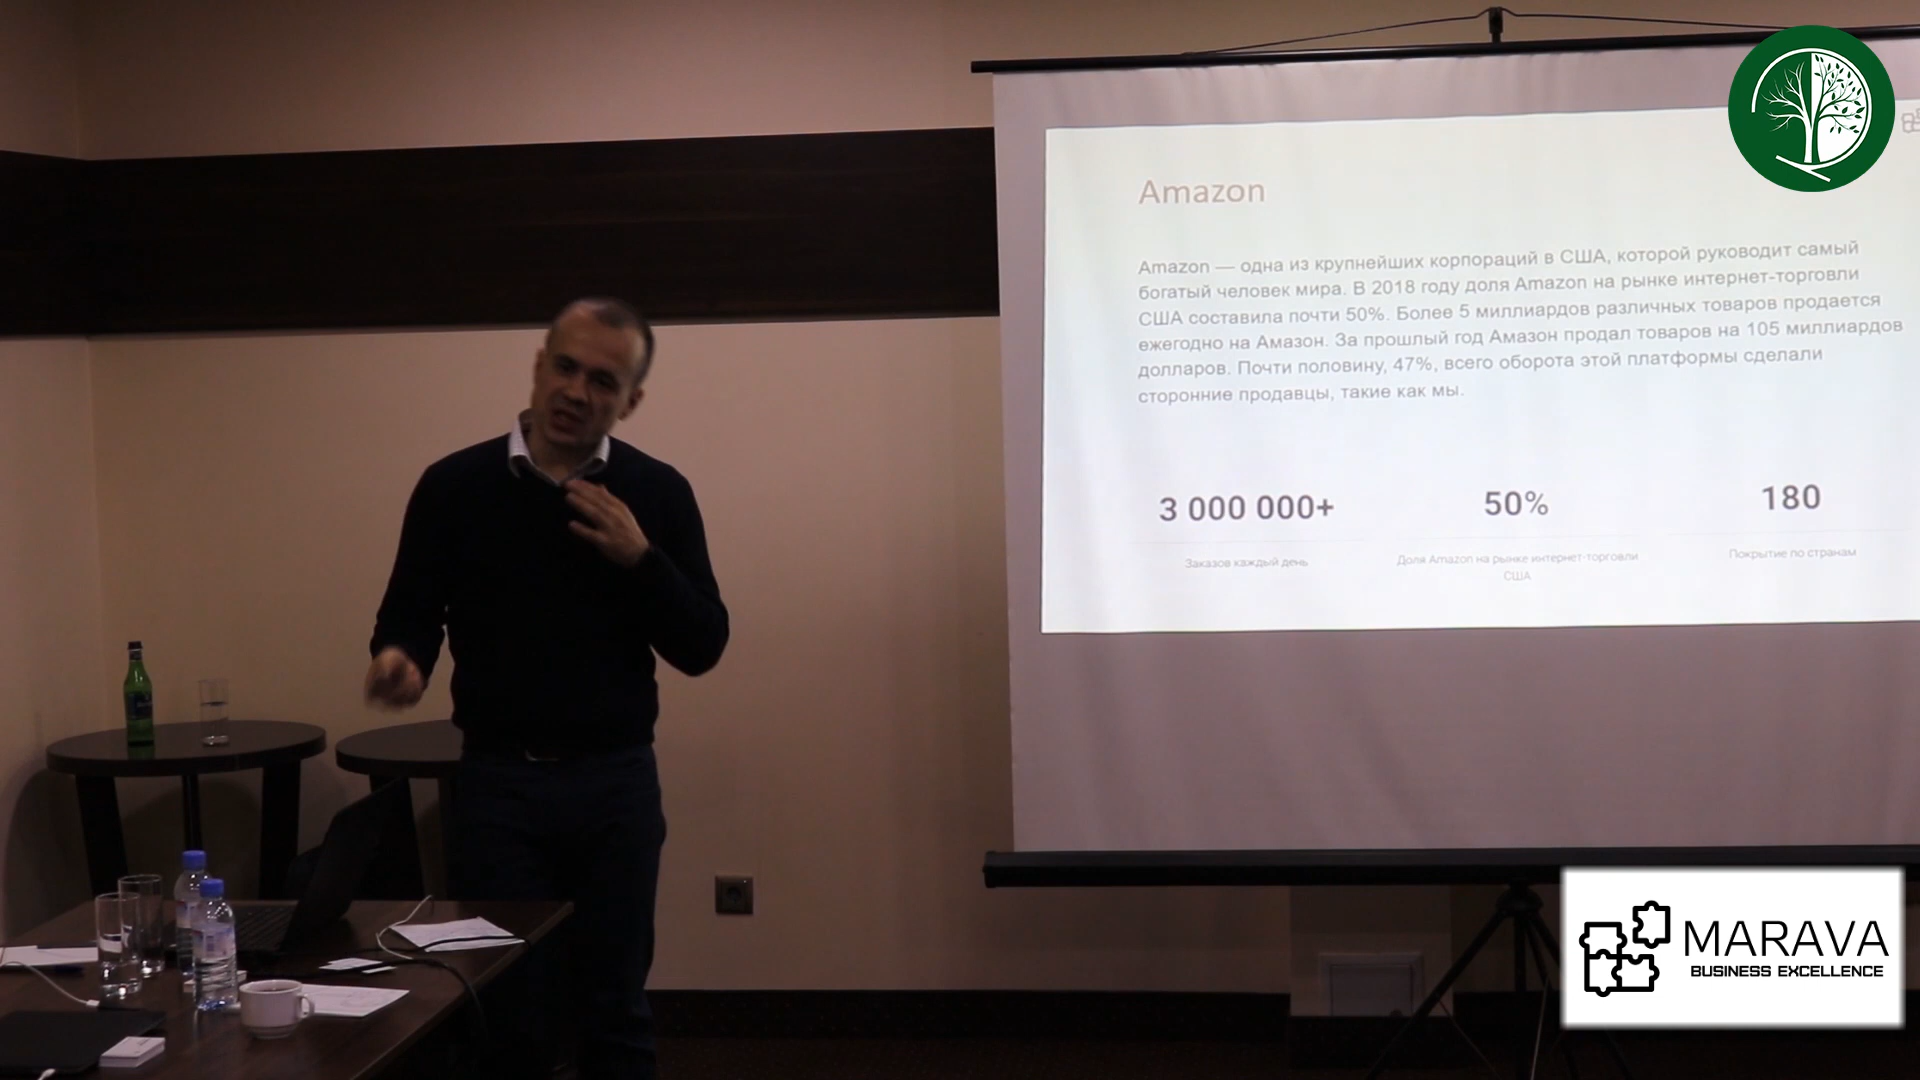 Amazon
Amazon — одна из крупнейших корпораций в США, которой руководит самый
богатый человек мира. В 2018 году доля Amazon на рынке интернет-торговли
США составила почти 50%. Более 5 миллиардов различных товаров продается
ежегодно на Амазон. За прошлый год Амазон продал товаров на 105 миллиардов
долларов. Почти половину, 47%, всего оборота этой платформы сделали
сторонние продавцы, такие как мы.
3 000 000+
Заказов каждый день
50%
Доля Amazon на рынке интернет-торговли
США
180
Покрытие по странам
MARAVA
BUSINESS EXCELLENCE